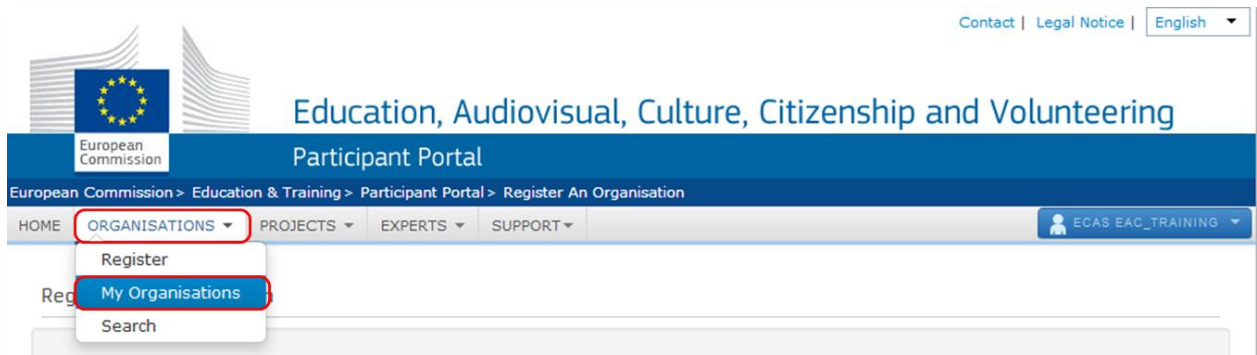 Contact | Legal Notice | English
Education, Audiovisual, Culture, Citizenship and Volunteering
European
Commission
Participant Portal
European Commission > Education & Training > Participant Portal > Register An Organisation
HOME ORGANISATIONS PROJECTS EXPERTS SUPPORT ECAS EAC_TRAINING
Register
Reg My Organisations
Search